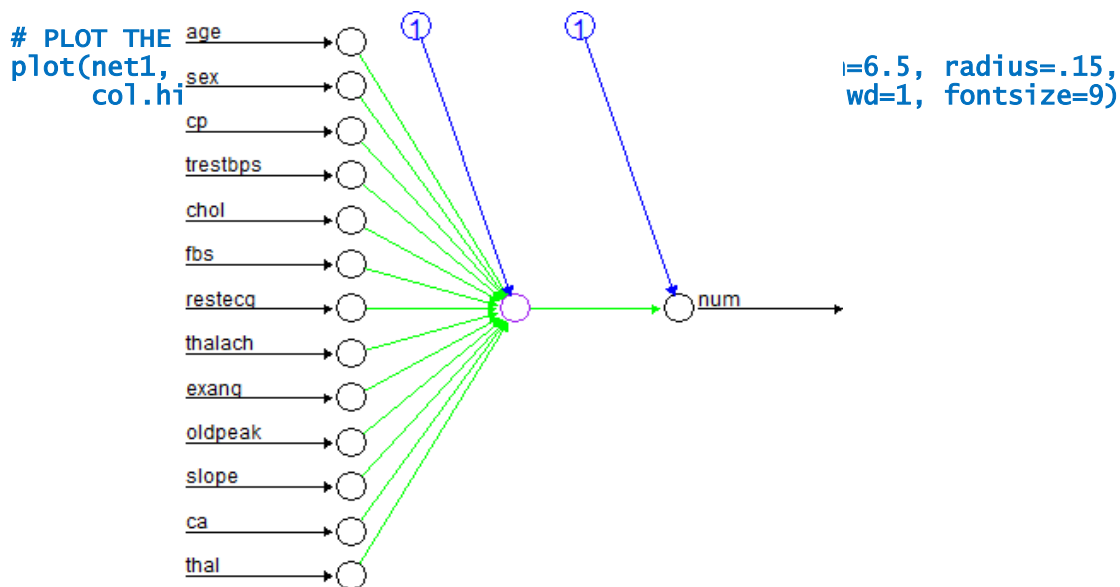 # PLOT THE
plot(net1, =6.5, radius=.15,
col.hi wd=1, fontsize=9)
1 1
age
sex
cp
trestbps
chol
fbs
restecg
thalach
exang
oldpeak
slope
ca
thal
num